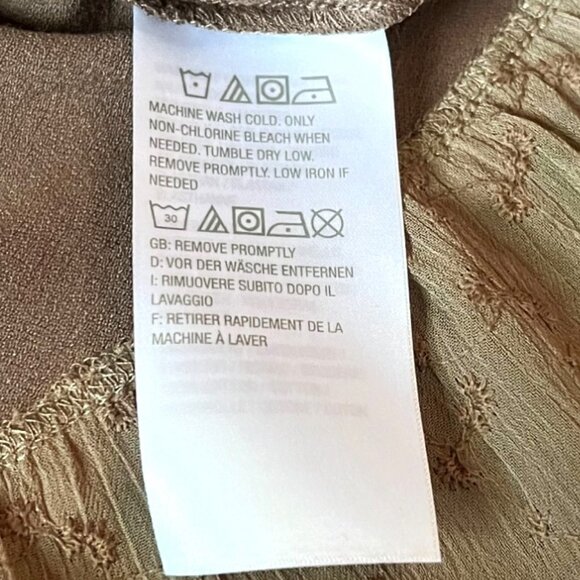 MACHINE WASH COLD. ONLY
NON-CHLORINE BLEACH WHEN
NEEDED. TUMBLE DRY LOW.
REMOVE PROMPTLY. LOW IRON IF
NEEDED
30
GB: REMOVE PROMPTLY
D: VOR DER WÄSCHE ENTFERNEN
I: RIMUOVERE SUBITO DOPO IL
LAVAGGIO
F: RETIRER RAPIDEMENT DE LA
MACHINE À LAVER